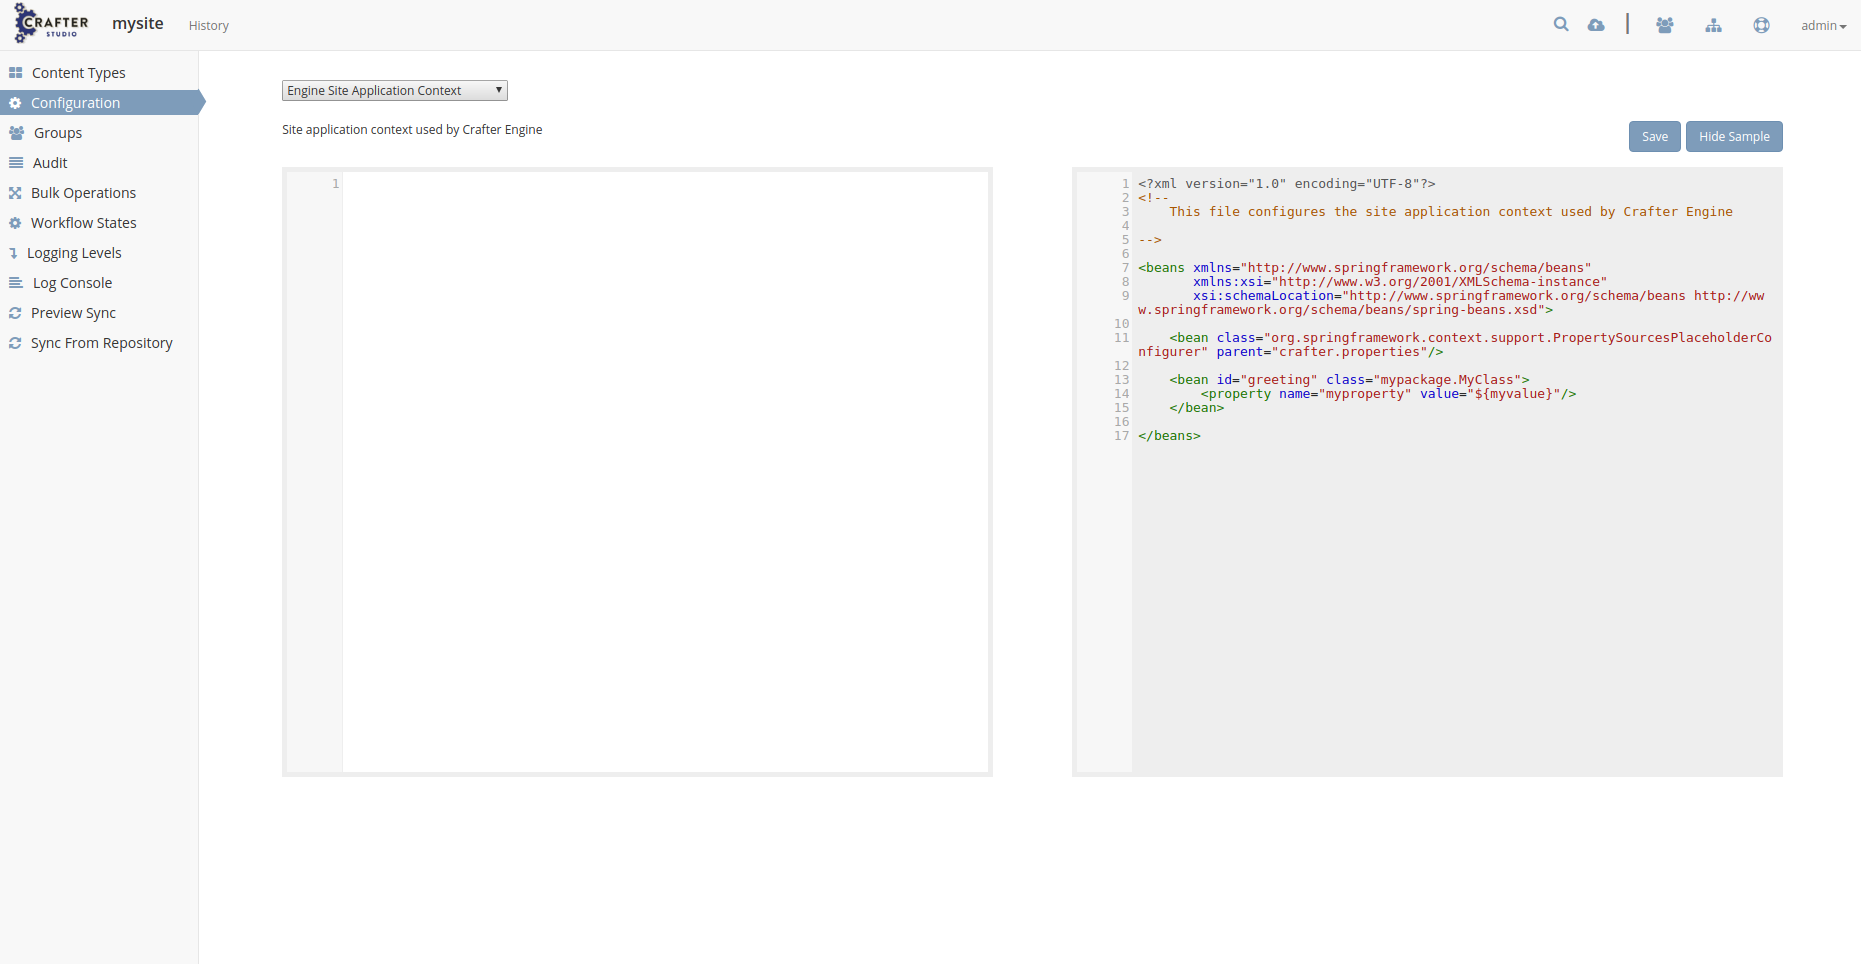 CRAFTER
STUDIO
mysite
History
admin
Content Types
Configuration
Groups
Audit
Bulk Operations
Workflow States
Logging Levels
Log Console
Preview Sync
Sync From Repository
Engine Site Application Context
Site application context used by Crafter Engine
Save
Hide Sample
1
1 <?xml version="1.0" encoding="UTF-8"?>
2 <!--
3     This file configures the site application context used by Crafter Engine
4
5 -->
6
7 <beans xmlns="http://www.springframework.org/schema/beans"
8        xmlns:xsi="http://www.w3.org/2001/XMLSchema-instance"
9        xsi:schemaLocation="http://www.springframework.org/schema/beans http://ww
w.springframework.org/schema/beans/spring-beans.xsd">
10
11     <bean class="org.springframework.context.support.PropertySourcesPlaceholderCo
nfigurer" parent="crafter.properties"/>
12
13     <bean id="greeting" class="mypackage.MyClass">
14         <property name="myproperty" value="${myvalue}"/>
15     </bean>
16
17 </beans>